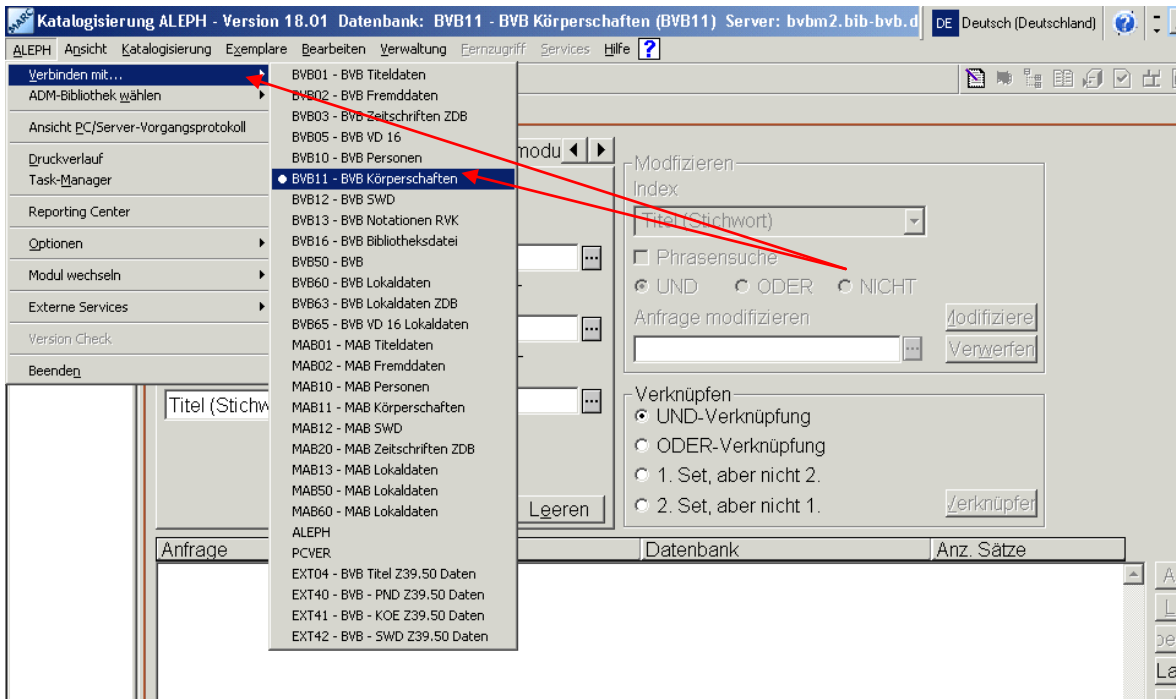 MARC Katalogisierung ALEPH - Version 18.01 Datenbank: BVB11 - BVB Körperschaften (BVB11) Server: bvbm2.bib-bvb.d
DE Deutsch (Deutschland)
ALEPH Ansicht Katalogisierung Exemplare Bearbeiten Verwaltung Fernzugriff Services Hilfe ?
Verbinden mit...
ADM-Bibliothek wählen
Ansicht PC/Server-Vorgangsprotokoll
Druckverlauf
Task-Manager
Reporting Center
Optionen
Modul wechseln
Externe Services
Version Check
Beenden
BVB01 - BVB Titeldaten
BVB02 - BVB Fremddaten
BVB03 - BVB Zeitschriften ZDB
BVB05 - BVB VD 16
BVB10 - BVB Personen
BVB11 - BVB Körperschaften
BVB12 - BVB SWD
BVB13 - BVB Notationen RVK
BVB16 - BVB Bibliotheksdatei
BVB50 - BVB
BVB60 - BVB Lokaldaten
BVB63 - BVB Lokaldaten ZDB
BVB65 - BVB VD 16 Lokaldaten
MAB01 - MAB Titeldaten
MAB02 - MAB Fremddaten
MAB10 - MAB Personen
MAB11 - MAB Körperschaften
MAB12 - MAB SWD
MAB20 - MAB Zeitschriften ZDB
MAB13 - MAB Lokaldaten
MAB50 - MAB Lokaldaten
MAB60 - MAB Lokaldaten
ALEPH
PCVER
EXT04 - BVB Titel Z39.50 Daten
EXT40 - BVB - PND Z39.50 Daten
EXT41 - BVB - KOE Z39.50 Daten
EXT42 - BVB - SWD Z39.50 Daten
modu
Titel (Stichw
Leeren
Modfizieren
Index
Titel (Stichwort)
Phrasensuche
UND ODER NICHT
Anfrage modifizieren
Modifiziere
Verwerfen
Verknüpfen
UND-Verknüpfung
ODER-Verknüpfung
1. Set, aber nicht 2.
2. Set, aber nicht 1.
Verknüpfen
Anfrage Datenbank Anz. Sätze
A
L
La